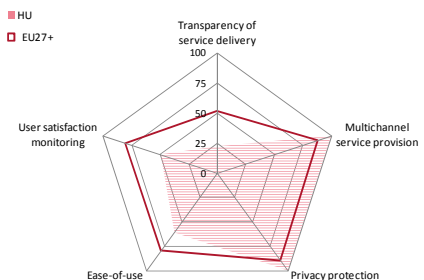 HU
EU27+
Transparency of
service delivery
100
75
50
25
0
User satisfaction
monitoring
Multichannel
service provision
Ease-of-use
Privacy protection